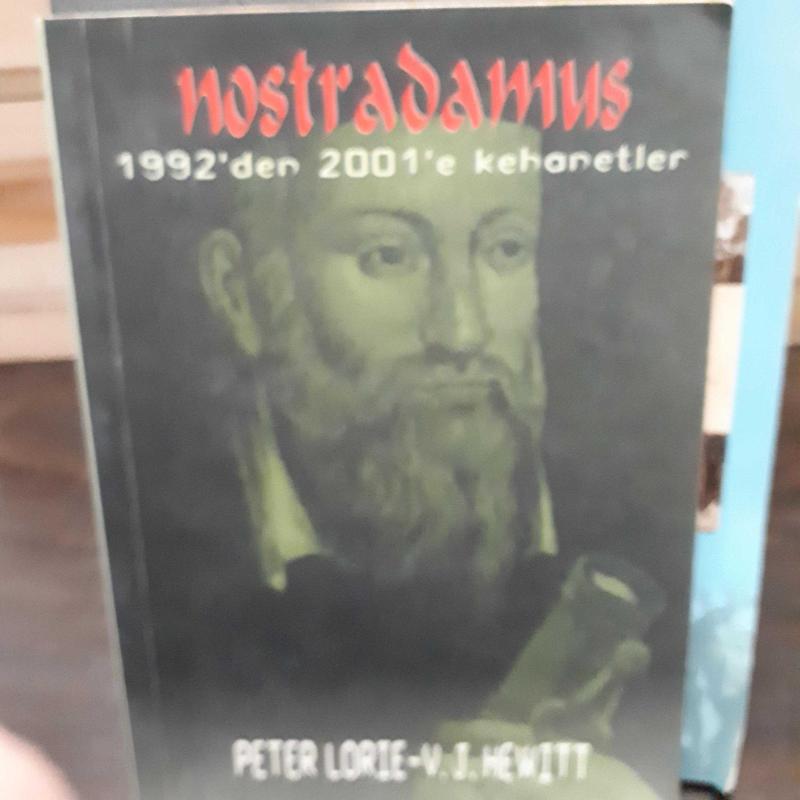 nostradamus
1992'den 2001'e kehanetler
PETER LORIE-V.J.HEWITT